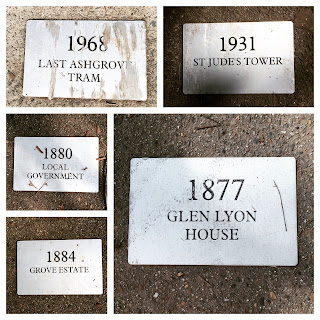 1968
LAST ASHGROVE
TRAM
1931
ST JUDE'S TOWER
1880
LOCAL
GOVERNMENT
1877
GLEN LYON
HOUSE
1884
GROVE ESTATE